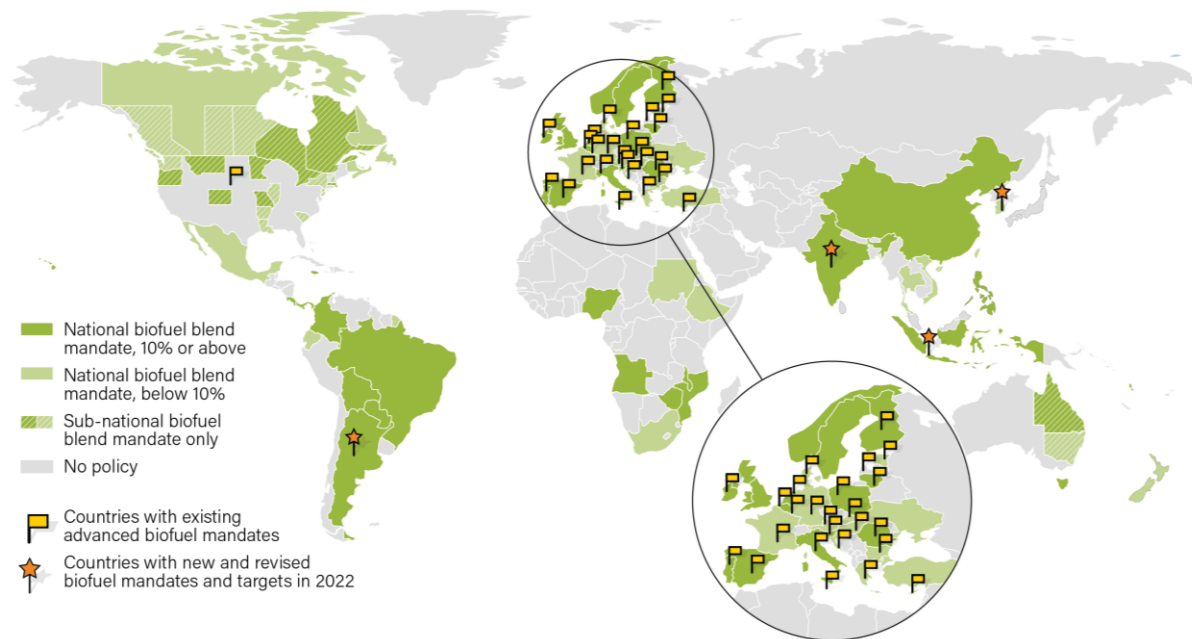 National biofuel blend
mandate, 10% or above
National biofuel blend
mandate, below 10%
Sub-national biofuel
blend mandate only
No policy
Countries with existing
advanced biofuel mandates
Countries with new and revised
biofuel mandates and targets in 2022